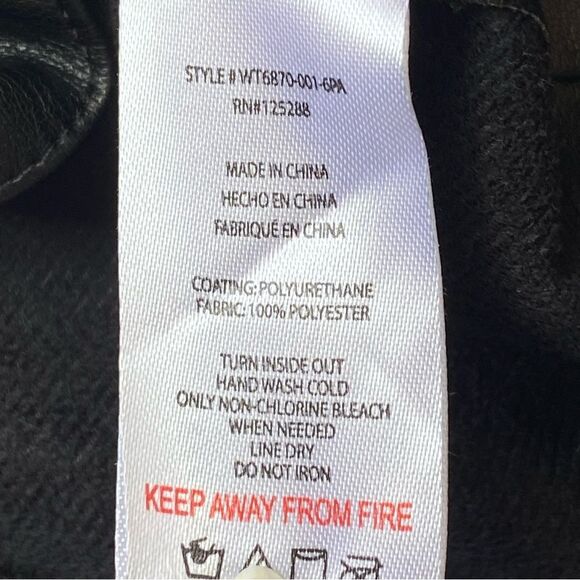 STYLE # WT6870-001-6PA
RN#125288
MADE IN CHINA
HECHO EN CHINA
FABRIQUÉ EN CHINA
COATING: POLYURETHANE
FABRIC: 100% POLYESTER
TURN INSIDE OUT
HAND WASH COLD
ONLY NON-CHLORINE BLEACH
WHEN NEEDED
LINE DRY
DO NOT IRON
KEEP AWAY FROM FIRE